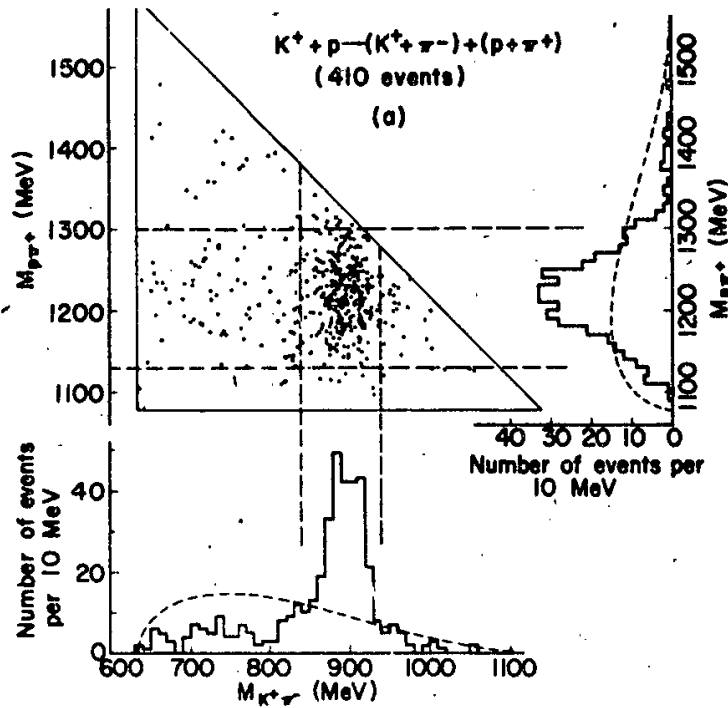 K⁺ + p—(K⁺+ π⁻) + (p + π⁺)
(410 events)
(a)
1500
1400
1300
1200
1100
M_pπ⁺ (MeV)
1500
1400
1300
1200
1100
M_pπ⁺ (MeV)
40 30 20 10 0
Number of events per
10 MeV
Number of events
per 10 MeV
40
20
0
600 700 800 900 1000 1100
M_K⁺π⁻ (MeV)